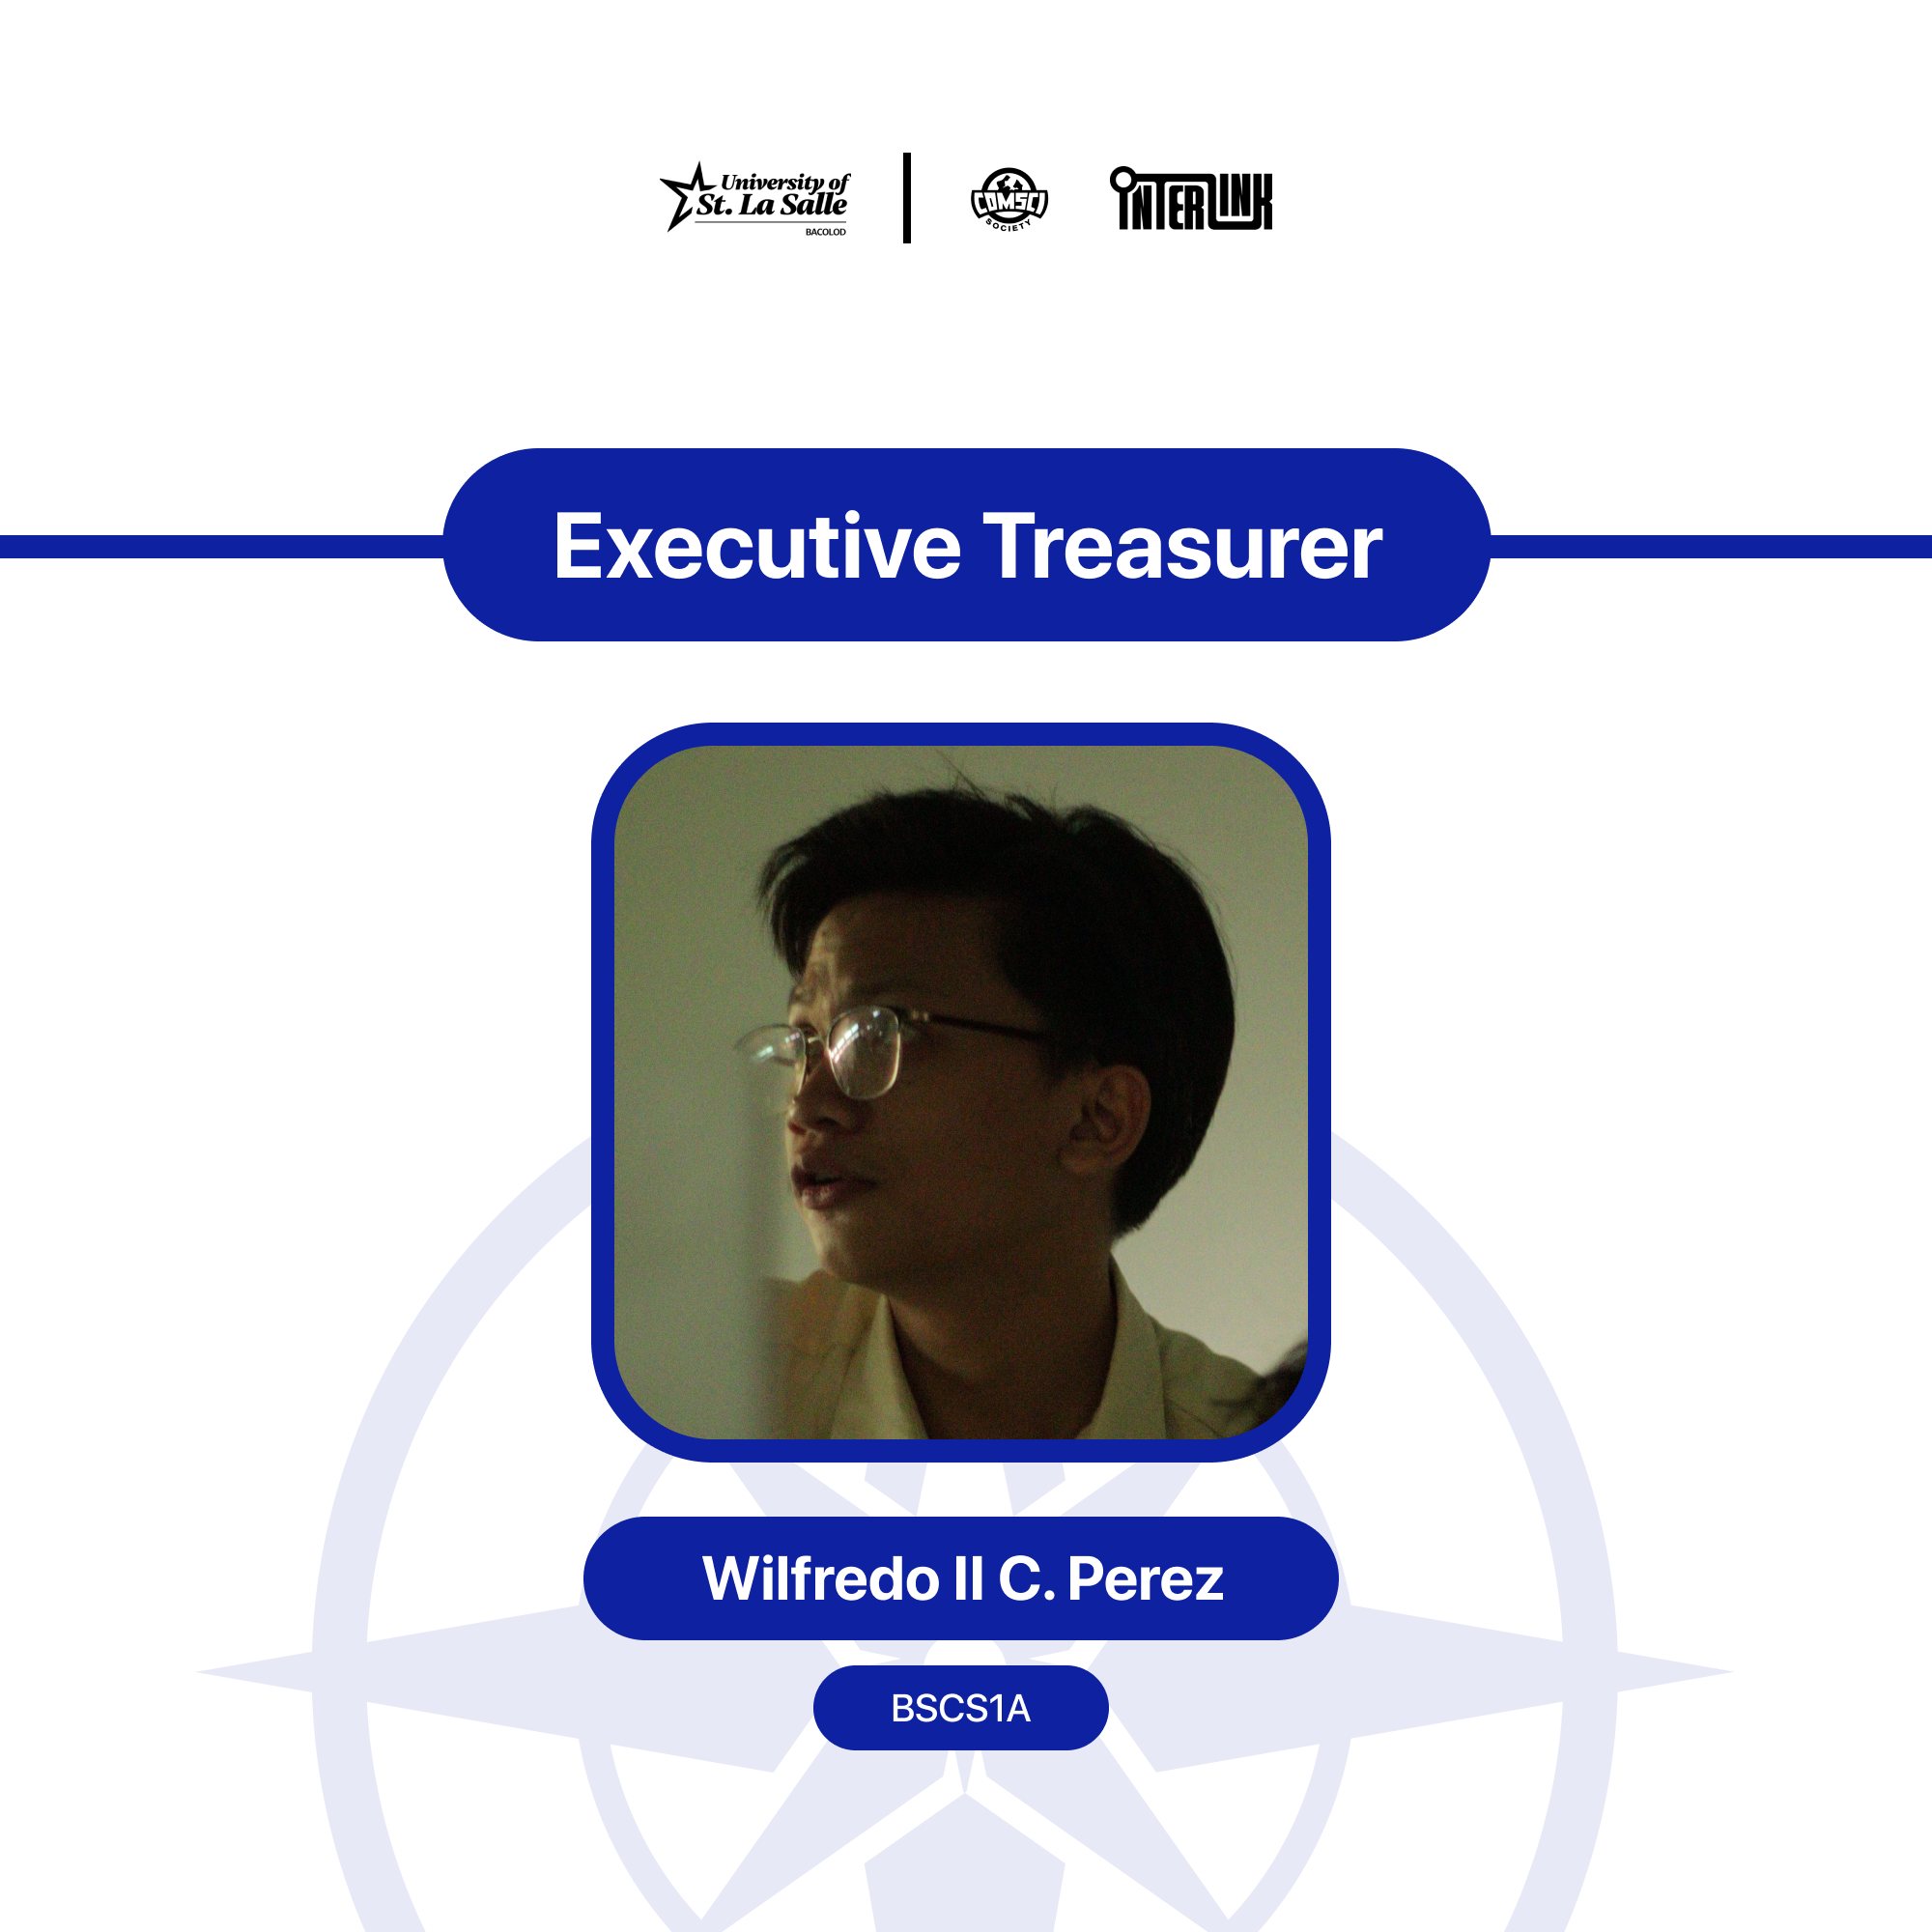 University of
St. La Salle
BACOLOD
COMSCI
SOCIETY
INTERLINK
Executive Treasurer
Wilfredo II C. Perez
BSCS1A